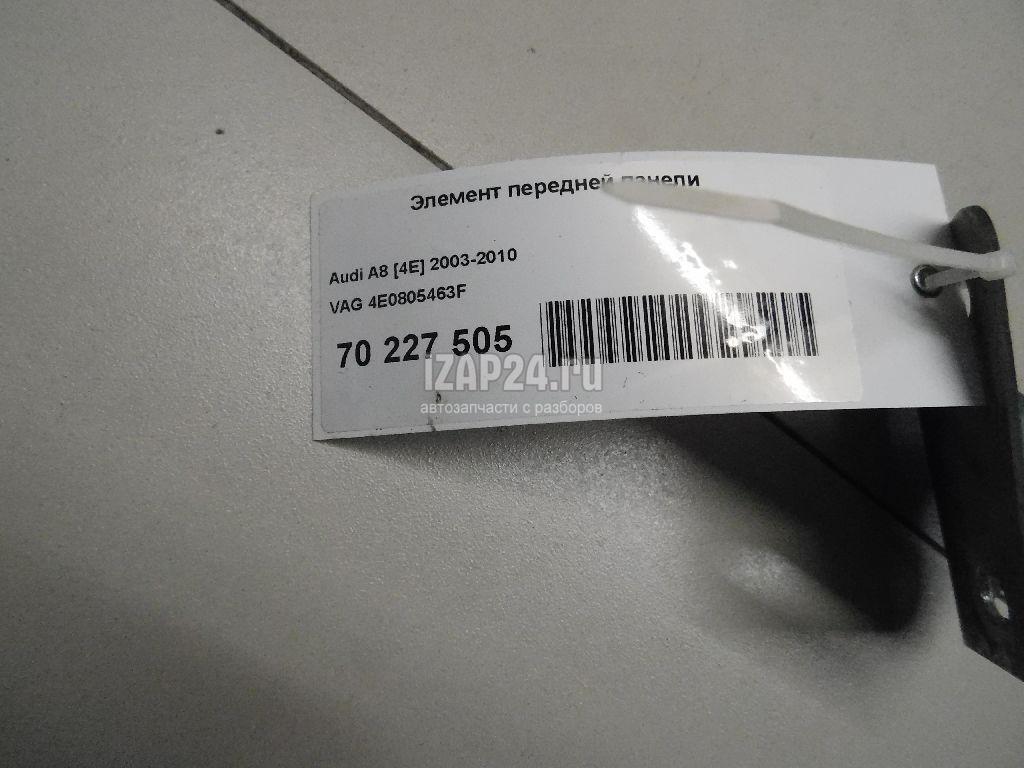 Элемент передней панели
Audi A8 [4E] 2003-2010
VAG 4E0805463F
70 227 505
IZAP24.ru
автозапчасти с разборов